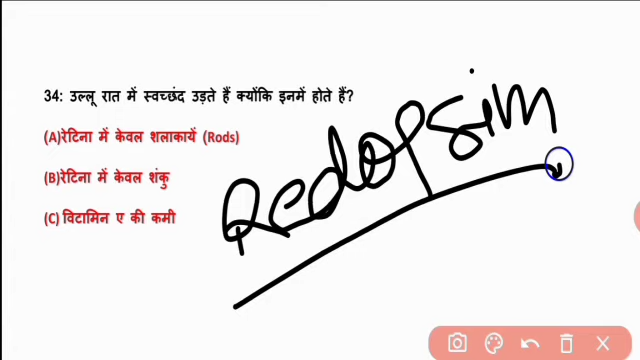 34: उल्लू रात में स्वच्छंद उड़ते हैं क्योंकि इनमें होते हैं?
(A)रेटिना में केवल शलाकायें (Rods)
(B)रेटिना में केवल शंकु
(C) विटामिन ए की कमी
Redopsim